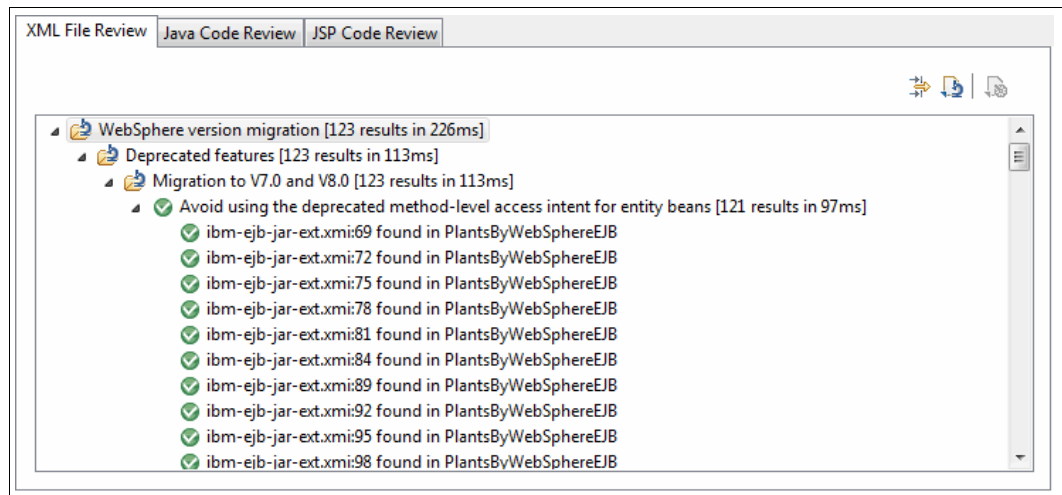 XML File Review Java Code Review JSP Code Review
WebSphere version migration [123 results in 226ms]
Deprecated features [123 results in 113ms]
Migration to V7.0 and V8.0 [123 results in 113ms]
Avoid using the deprecated method-level access intent for entity beans [121 results in 97ms]
ibm-ejb-jar-ext.xmi:69 found in PlantsByWebSphereEJB
ibm-ejb-jar-ext.xmi:72 found in PlantsByWebSphereEJB
ibm-ejb-jar-ext.xmi:75 found in PlantsByWebSphereEJB
ibm-ejb-jar-ext.xmi:78 found in PlantsByWebSphereEJB
ibm-ejb-jar-ext.xmi:81 found in PlantsByWebSphereEJB
ibm-ejb-jar-ext.xmi:84 found in PlantsByWebSphereEJB
ibm-ejb-jar-ext.xmi:89 found in PlantsByWebSphereEJB
ibm-ejb-jar-ext.xmi:92 found in PlantsByWebSphereEJB
ibm-ejb-jar-ext.xmi:95 found in PlantsByWebSphereEJB
ibm-ejb-jar-ext.xmi:98 found in PlantsByWebSphereEJB